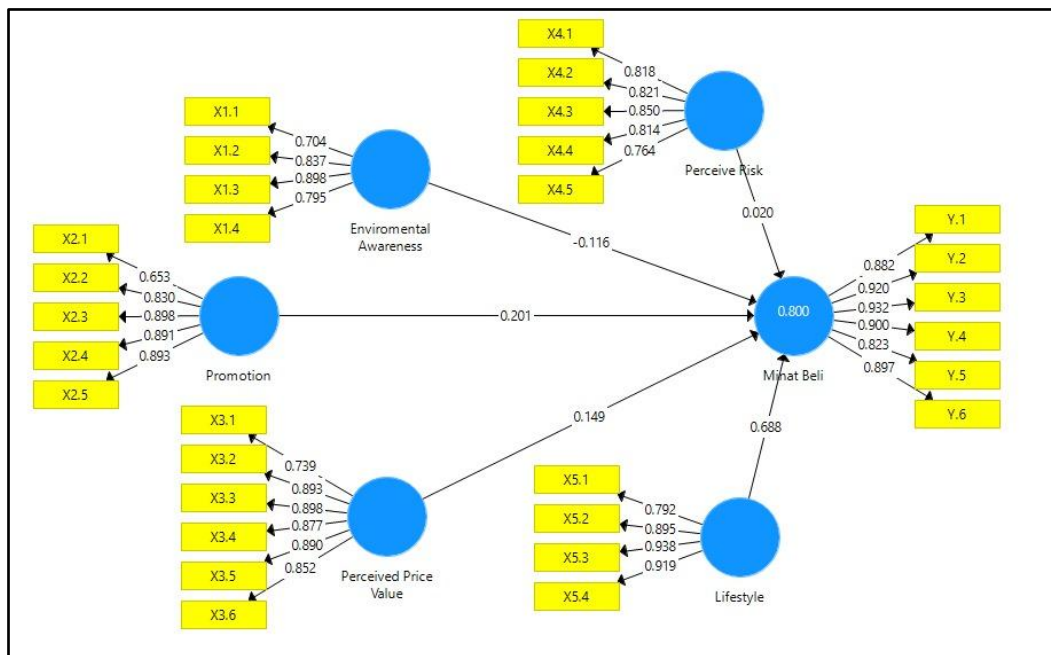 X4.1
X4.2
X4.3
X4.4
X4.5
0.818
0.821
0.850
0.814
0.764
Perceive Risk
0.020
X1.1
X1.2
X1.3
X1.4
0.704
0.837
0.898
0.795
Enviromental
Awareness
-0.116
X2.1
X2.2
X2.3
X2.4
X2.5
0.653
0.830
0.898
0.891
0.893
Promotion
0.201
0.800
Minat Beli
0.882
0.920
0.932
0.900
0.823
0.897
Y.1
Y.2
Y.3
Y.4
Y.5
Y.6
X3.1
X3.2
X3.3
X3.4
X3.5
X3.6
0.739
0.893
0.898
0.877
0.890
0.852
Perceived Price
Value
0.149
X5.1
X5.2
X5.3
X5.4
0.792
0.895
0.938
0.919
Lifestyle
0.688